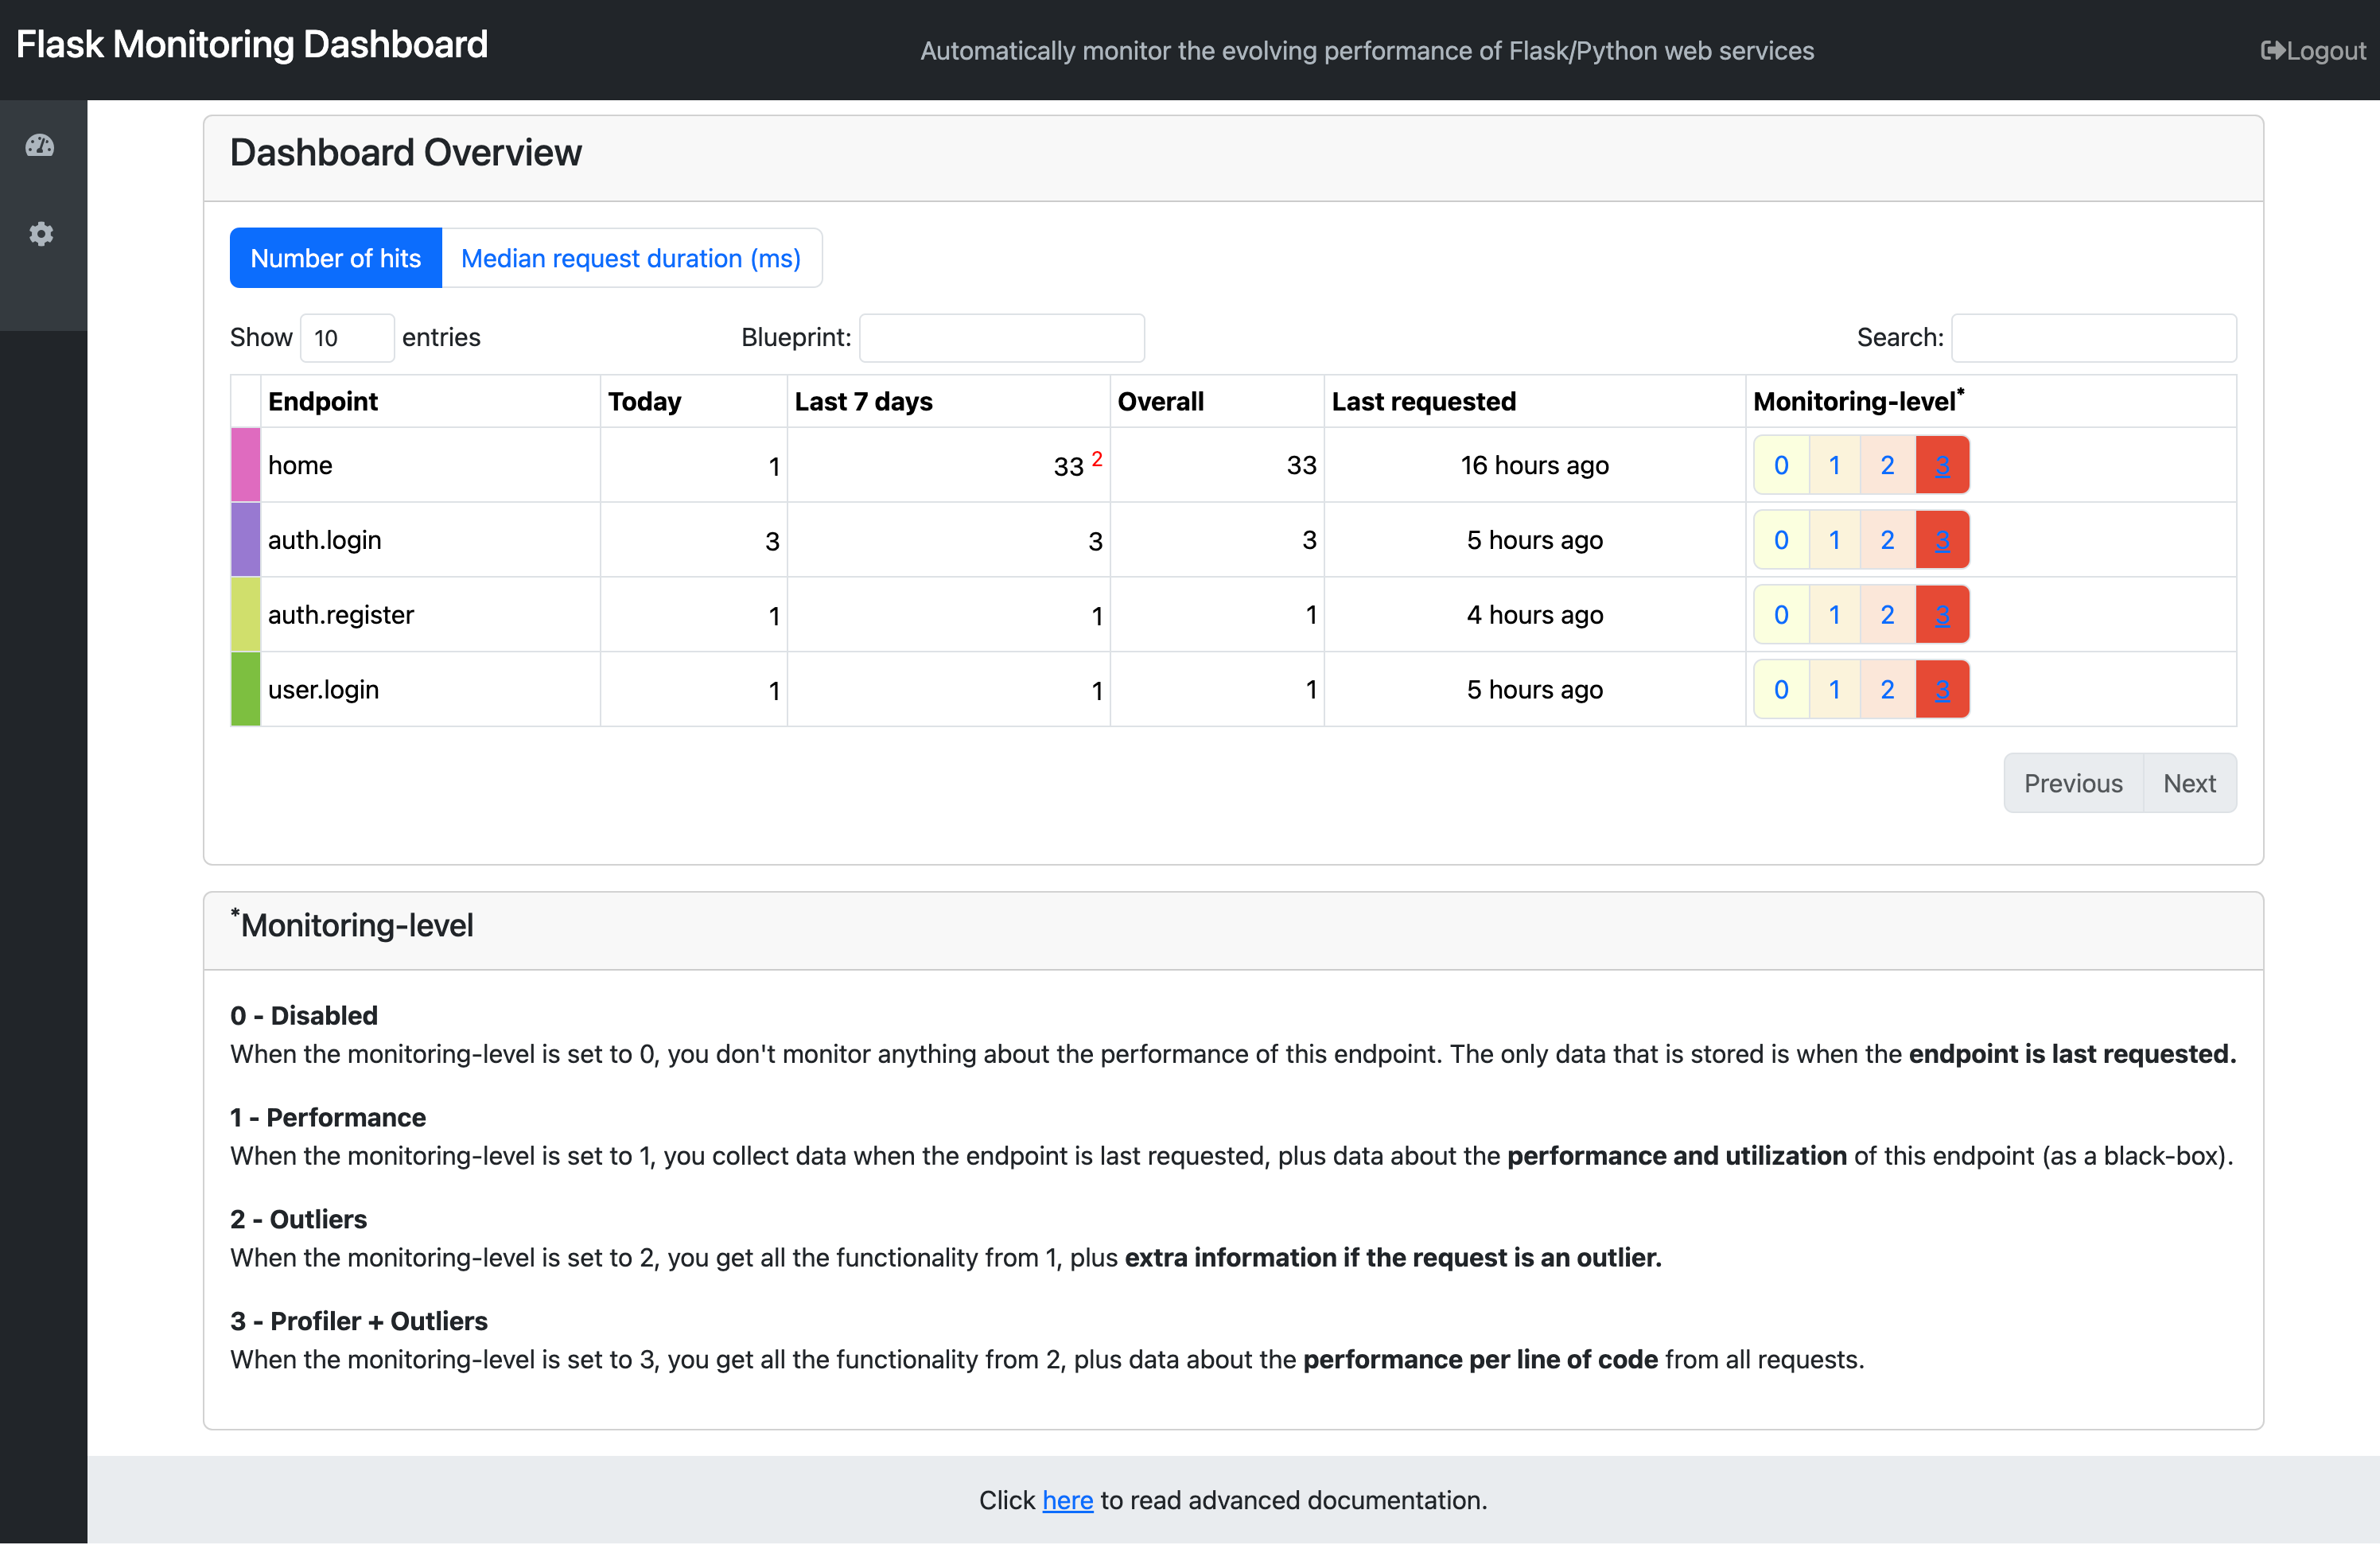 Flask Monitoring Dashboard
Automatically monitor the evolving performance of Flask/Python web services
Logout
Dashboard Overview
Number of hits Median request duration (ms)
Show 10 entries Blueprint: Search:
Endpoint Today Last 7 days Overall Last requested Monitoring-level*
home 1 33 2 33 16 hours ago 0 1 2 3
auth.login 3 3 3 5 hours ago 0 1 2 3
auth.register 1 1 1 4 hours ago 0 1 2 3
user.login 1 1 1 5 hours ago 0 1 2 3
Previous Next
*Monitoring-level
0 - Disabled
When the monitoring-level is set to 0, you don't monitor anything about the performance of this endpoint. The only data that is stored is when the endpoint is last requested.
1 - Performance
When the monitoring-level is set to 1, you collect data when the endpoint is last requested, plus data about the performance and utilization of this endpoint (as a black-box).
2 - Outliers
When the monitoring-level is set to 2, you get all the functionality from 1, plus extra information if the request is an outlier.
3 - Profiler + Outliers
When the monitoring-level is set to 3, you get all the functionality from 2, plus data about the performance per line of code from all requests.
Click here to read advanced documentation.